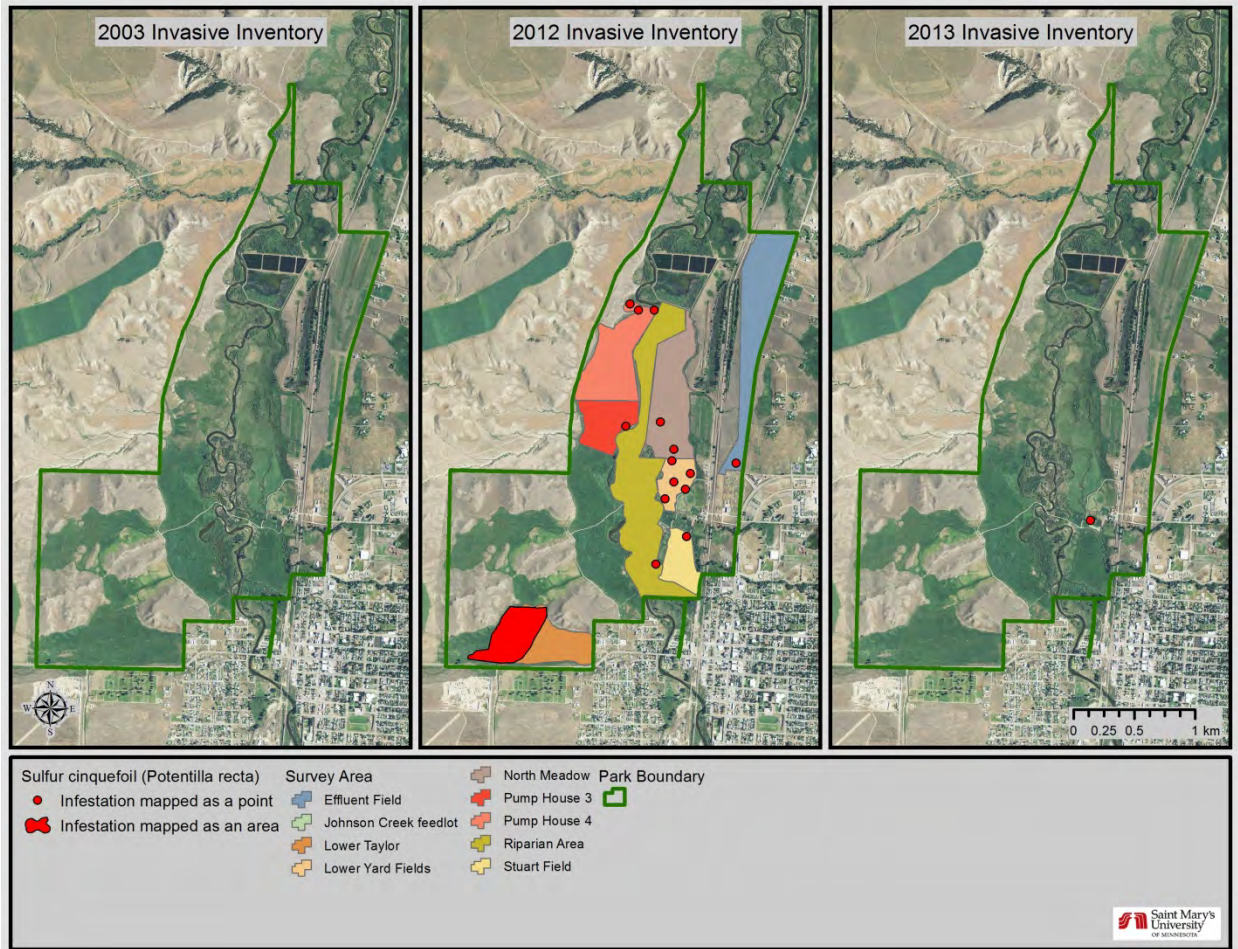 2003 Invasive Inventory
2012 Invasive Inventory
2013 Invasive Inventory
N
W E
S
0 0.25 0.5 1 km
Sulfur cinquefoil (Potentilla recta)
Infestation mapped as a point
Infestation mapped as an area
Survey Area
Effluent Field
Johnson Creek feedlot
Lower Taylor
Lower Yard Fields
North Meadow
Pump House 3
Pump House 4
Riparian Area
Stuart Field
Park Boundary
Saint Mary's
University
OF MINNESOTA